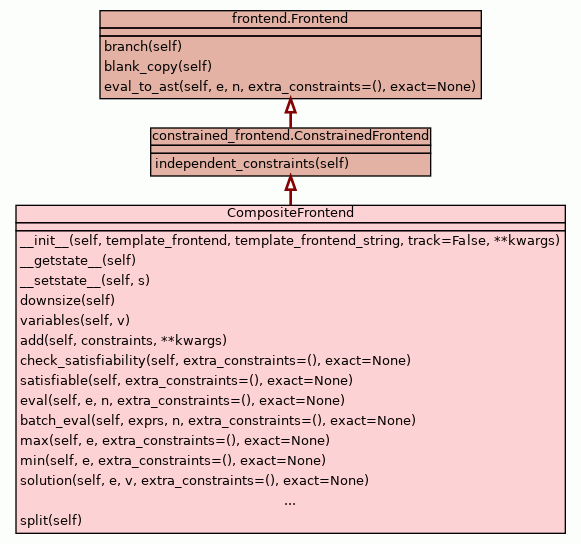 frontend.Frontend
branch(self)
blank_copy(self)
eval_to_ast(self, e, n, extra_constraints=(), exact=None)
constrained_frontend.ConstrainedFrontend
independent_constraints(self)
CompositeFrontend
__init__(self, template_frontend, template_frontend_string, track=False, **kwargs)
__getstate__(self)
__setstate__(self, s)
downsize(self)
variables(self, v)
add(self, constraints, **kwargs)
check_satisfiability(self, extra_constraints=(), exact=None)
satisfiable(self, extra_constraints=(), exact=None)
eval(self, e, n, extra_constraints=(), exact=None)
batch_eval(self, exprs, n, extra_constraints=(), exact=None)
max(self, e, extra_constraints=(), exact=None)
min(self, e, extra_constraints=(), exact=None)
solution(self, e, v, extra_constraints=(), exact=None)
...
split(self)